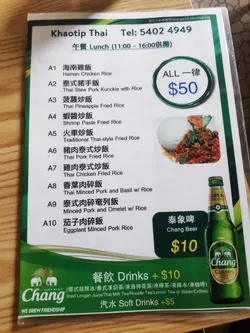 Khaotip Thai Tel: 5402 4949
午餐 Lunch (11:00 - 16:00供應)
A1 海南雞飯
Hainan Chicken Rice
A2 泰式豬手飯
Thai Stew Pork Kunckle with Rice
A3 菠蘿炒飯
Thai Pineapple Fried Rice
A4 蝦醬炒飯
Shrimp Paste Fried Rice
A5 火車炒飯
Traditional Thai-style Fried Rice
A6 豬肉泰式炒飯
Thai Pork Fried Rice
A7 雞肉泰式炒飯
Thai Chicken Fried Rice
A8 香葉肉碎飯
Thai Minced Pork and Basil w/ Rice
A9 泰式肉碎奄列飯
Minced Pork and Omelet w/ Rice
A10 茄子肉碎飯
Eggplant Minced Pork Rice
ALL 一律
$50
泰象啤
Chang Beer
$10
Chang
Chang
WE BREW FRIENDSHIP
餐飲 Drinks + $10
汽水 Soft Drinks +$5